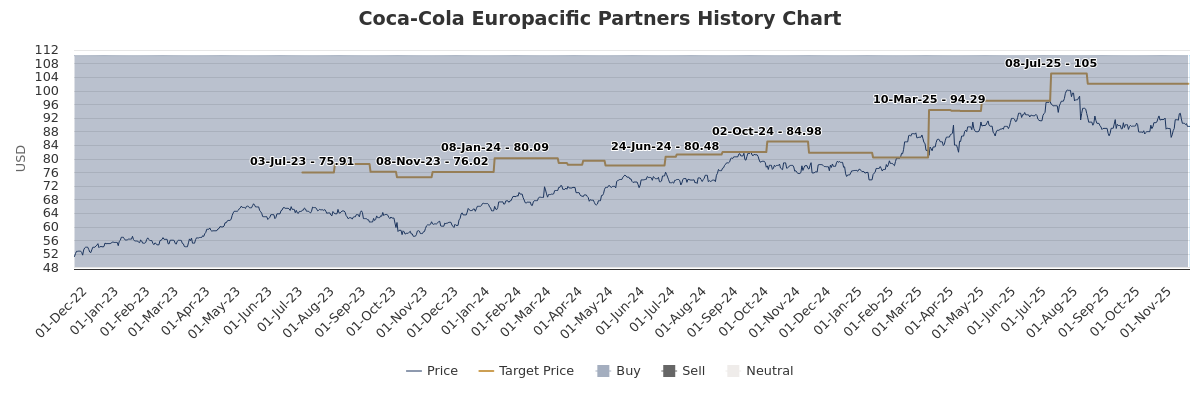 Coca-Cola Europacific Partners History Chart
USD
112
108
104
100
96
92
88
84
80
76
72
68
64
60
56
52
48
03-Jul-23 - 75.91
08-Nov-23 - 76.02
08-Jan-24 - 80.09
24-Jun-24 - 80.48
02-Oct-24 - 84.98
10-Mar-25 - 94.29
08-Jul-25 - 105
01-Dec-22
01-Jan-23
01-Feb-23
01-Mar-23
01-Apr-23
01-May-23
01-Jun-23
01-Jul-23
01-Aug-23
01-Sep-23
01-Oct-23
01-Nov-23
01-Dec-23
01-Jan-24
01-Feb-24
01-Mar-24
01-Apr-24
01-May-24
01-Jun-24
01-Jul-24
01-Aug-24
01-Sep-24
01-Oct-24
01-Nov-24
01-Dec-24
01-Jan-25
01-Feb-25
01-Mar-25
01-Apr-25
01-May-25
01-Jun-25
01-Jul-25
01-Aug-25
01-Sep-25
01-Oct-25
01-Nov-25
Price
Target Price
Buy
Sell
Neutral